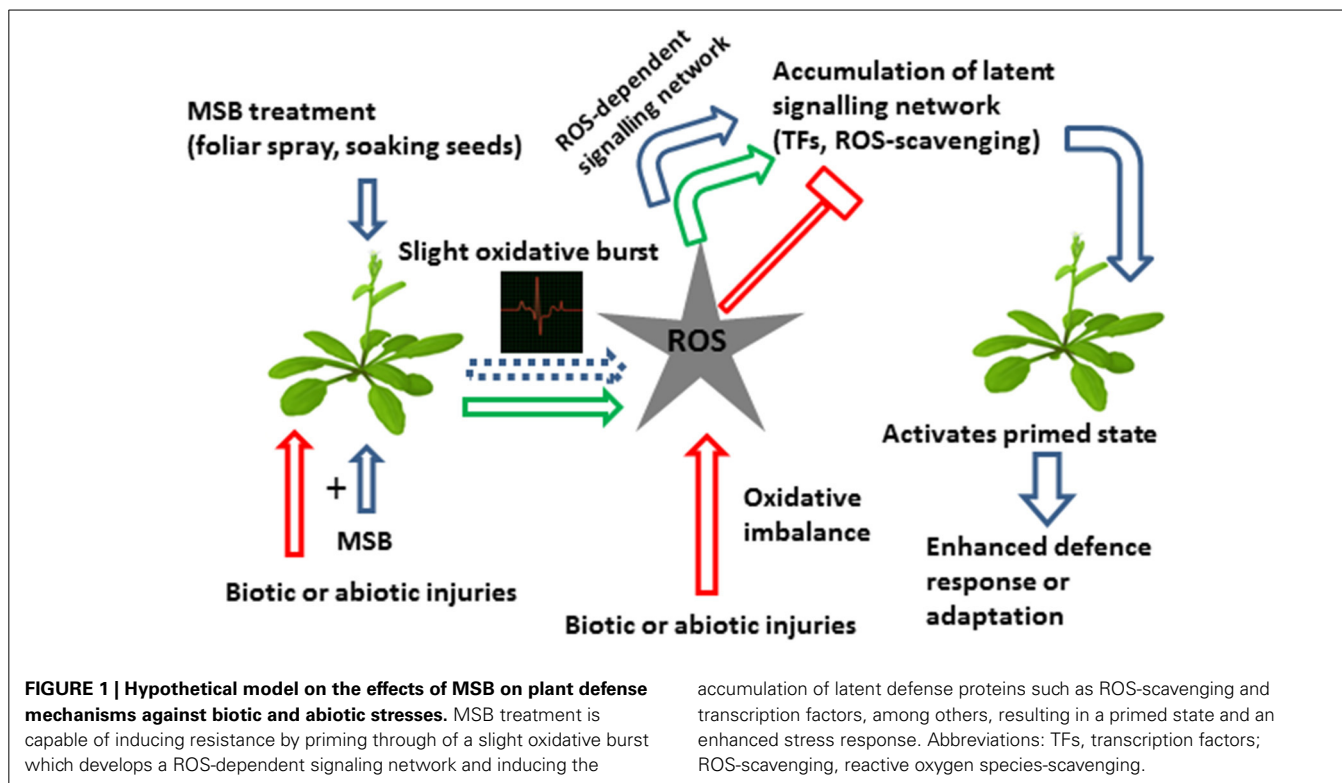 MSB treatment
(foliar spray, soaking seeds)
ROS-dependent
signalling network
Accumulation of latent
signalling network
(TFs, ROS-scavenging)
Slight oxidative burst
ROS
+
MSB
Biotic or abiotic injuries
Oxidative
imbalance
Biotic or abiotic injuries
Activates primed state
Enhanced defence
response or
adaptation
FIGURE 1 | Hypothetical model on the effects of MSB on plant defense
mechanisms against biotic and abiotic stresses. MSB treatment is
capable of inducing resistance by priming through of a slight oxidative burst
which develops a ROS-dependent signaling network and inducing the
accumulation of latent defense proteins such as ROS-scavenging and
transcription factors, among others, resulting in a primed state and an
enhanced stress response. Abbreviations: TFs, transcription factors;
ROS-scavenging, reactive oxygen species-scavenging.